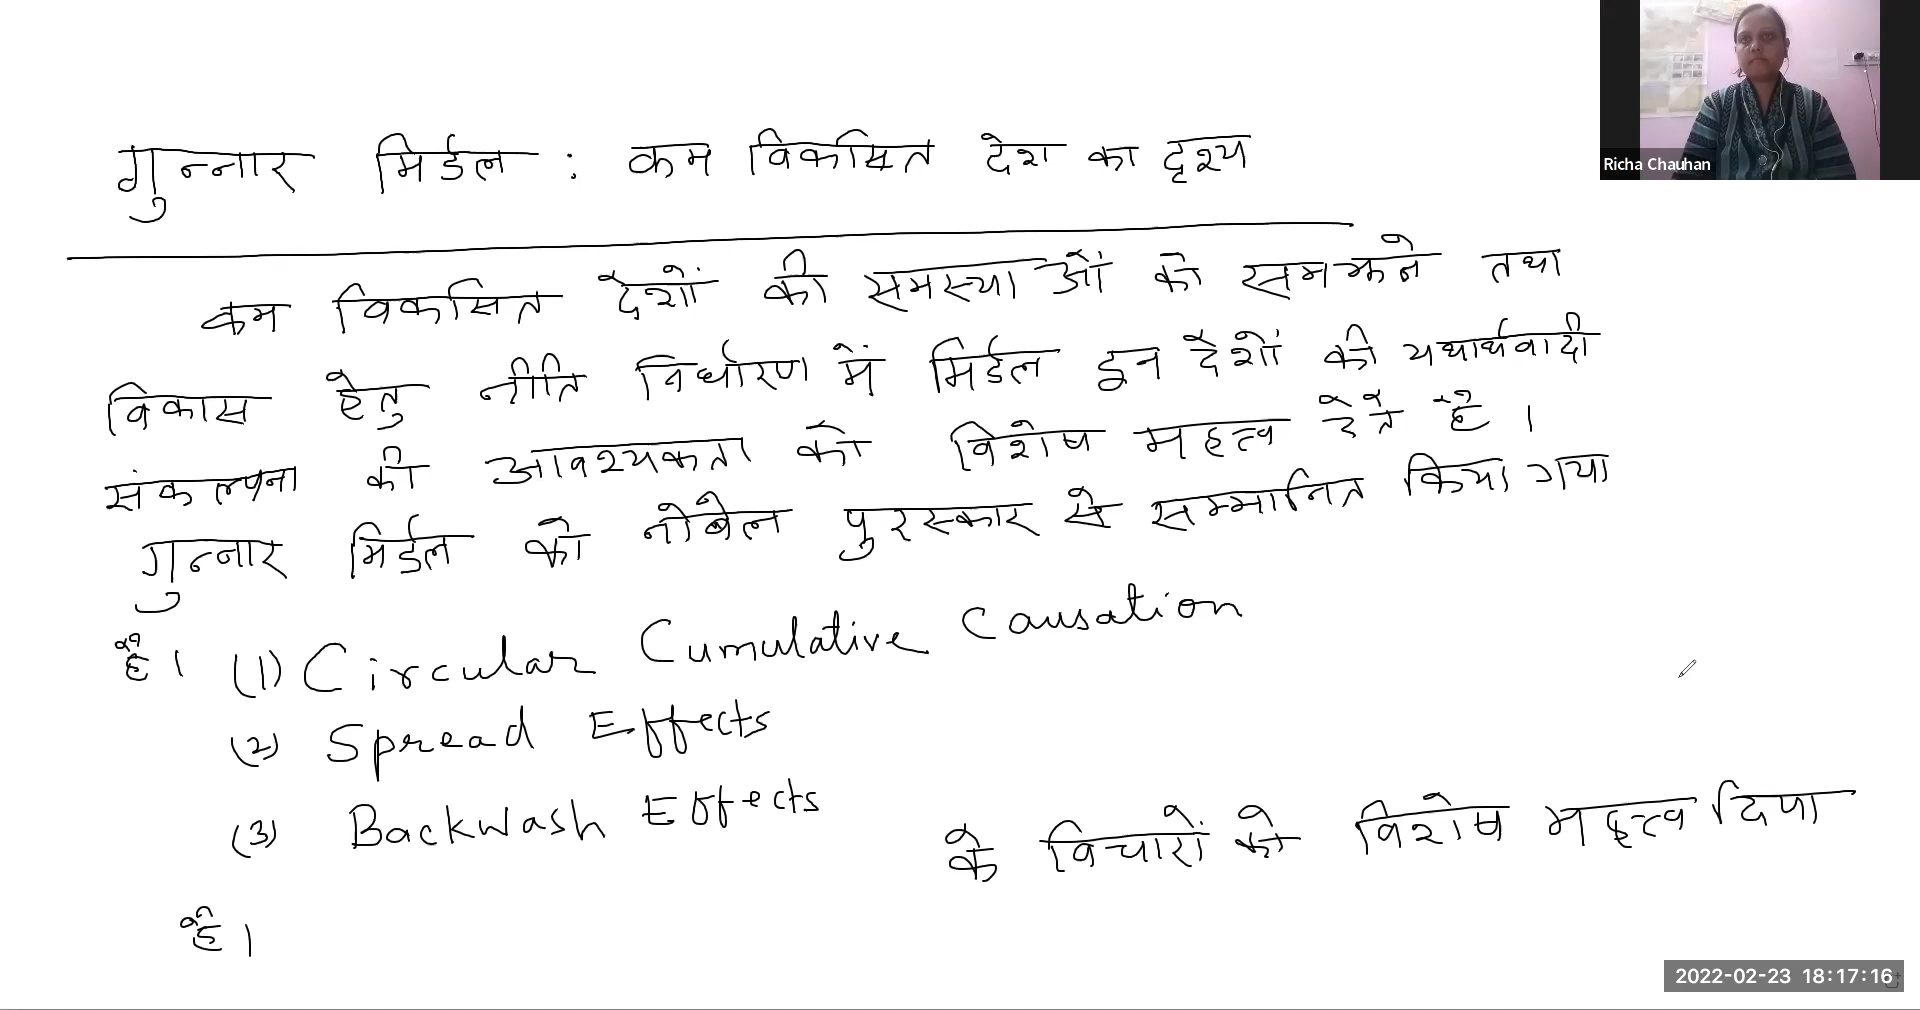 गुन्नार मिर्डल : कम विकसित देश का दृश्य
Richa Chauhan
कम विकसित देशों की समस्याओं को समझने तथा
विकास हेतु नीति निर्धारण में मिर्डल इन देशों की यथार्थवादी
संकल्पना की आवश्यकता को विशेष महत्व देते है ।
गुन्नार मिर्डल को नोबेल पुरस्कार से सम्मानित किया गया
है । (1) Circular Cumulative Causation
(2) Spread Effects
(3) Backwash Effects
के विचारों को विशेष महत्व दिया
है ।
2022-02-23 18:17:16